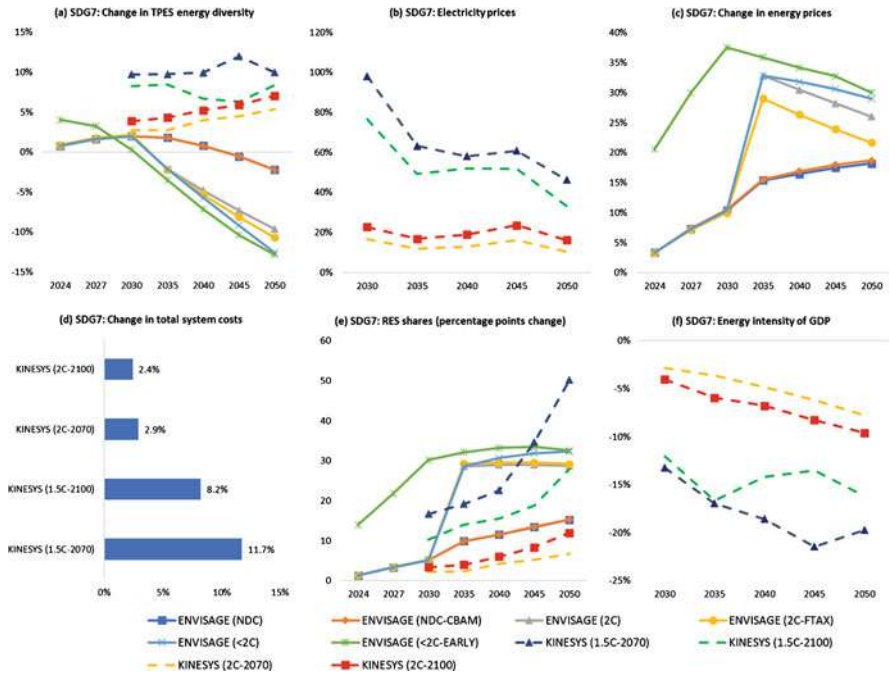 (a) SDG7: Change in TPES energy diversity
15%
10%
5%
0%
-5%
-10%
-15%
2024 2027 2030 2035 2040 2045 2050
(b) SDG7: Electricity prices
120%
100%
80%
60%
40%
20%
0%
2030 2035 2040 2045 2050
(c) SDG7: Change in energy prices
40%
35%
30%
25%
20%
15%
10%
5%
0%
2024 2027 2030 2035 2040 2045 2050
(d) SDG7: Change in total system costs
KINESYS (2C-2100) 2.4%
KINESYS (2C-2070) 2.9%
KINESYS (1.5C-2100) 8.2%
KINESYS (1.5C-2070) 11.7%
0% 5% 10% 15%
(e) SDG7: RES shares (percentage points change)
60
50
40
30
20
10
0
2024 2027 2030 2035 2040 2045 2050
(f) SDG7: Energy intensity of GDP
0%
-5%
-10%
-15%
-20%
-25%
2030 2035 2040 2045 2050
ENVISAGE (NDC) ENVISAGE (NDC-CBAM) ENVISAGE (2C) ENVISAGE (2C-FTAX)
ENVISAGE (<2C) ENVISAGE (<2C-EARLY) KINESYS (1.5C-2070) KINESYS (1.5C-2100)
KINESYS (2C-2070) KINESYS (2C-2100)